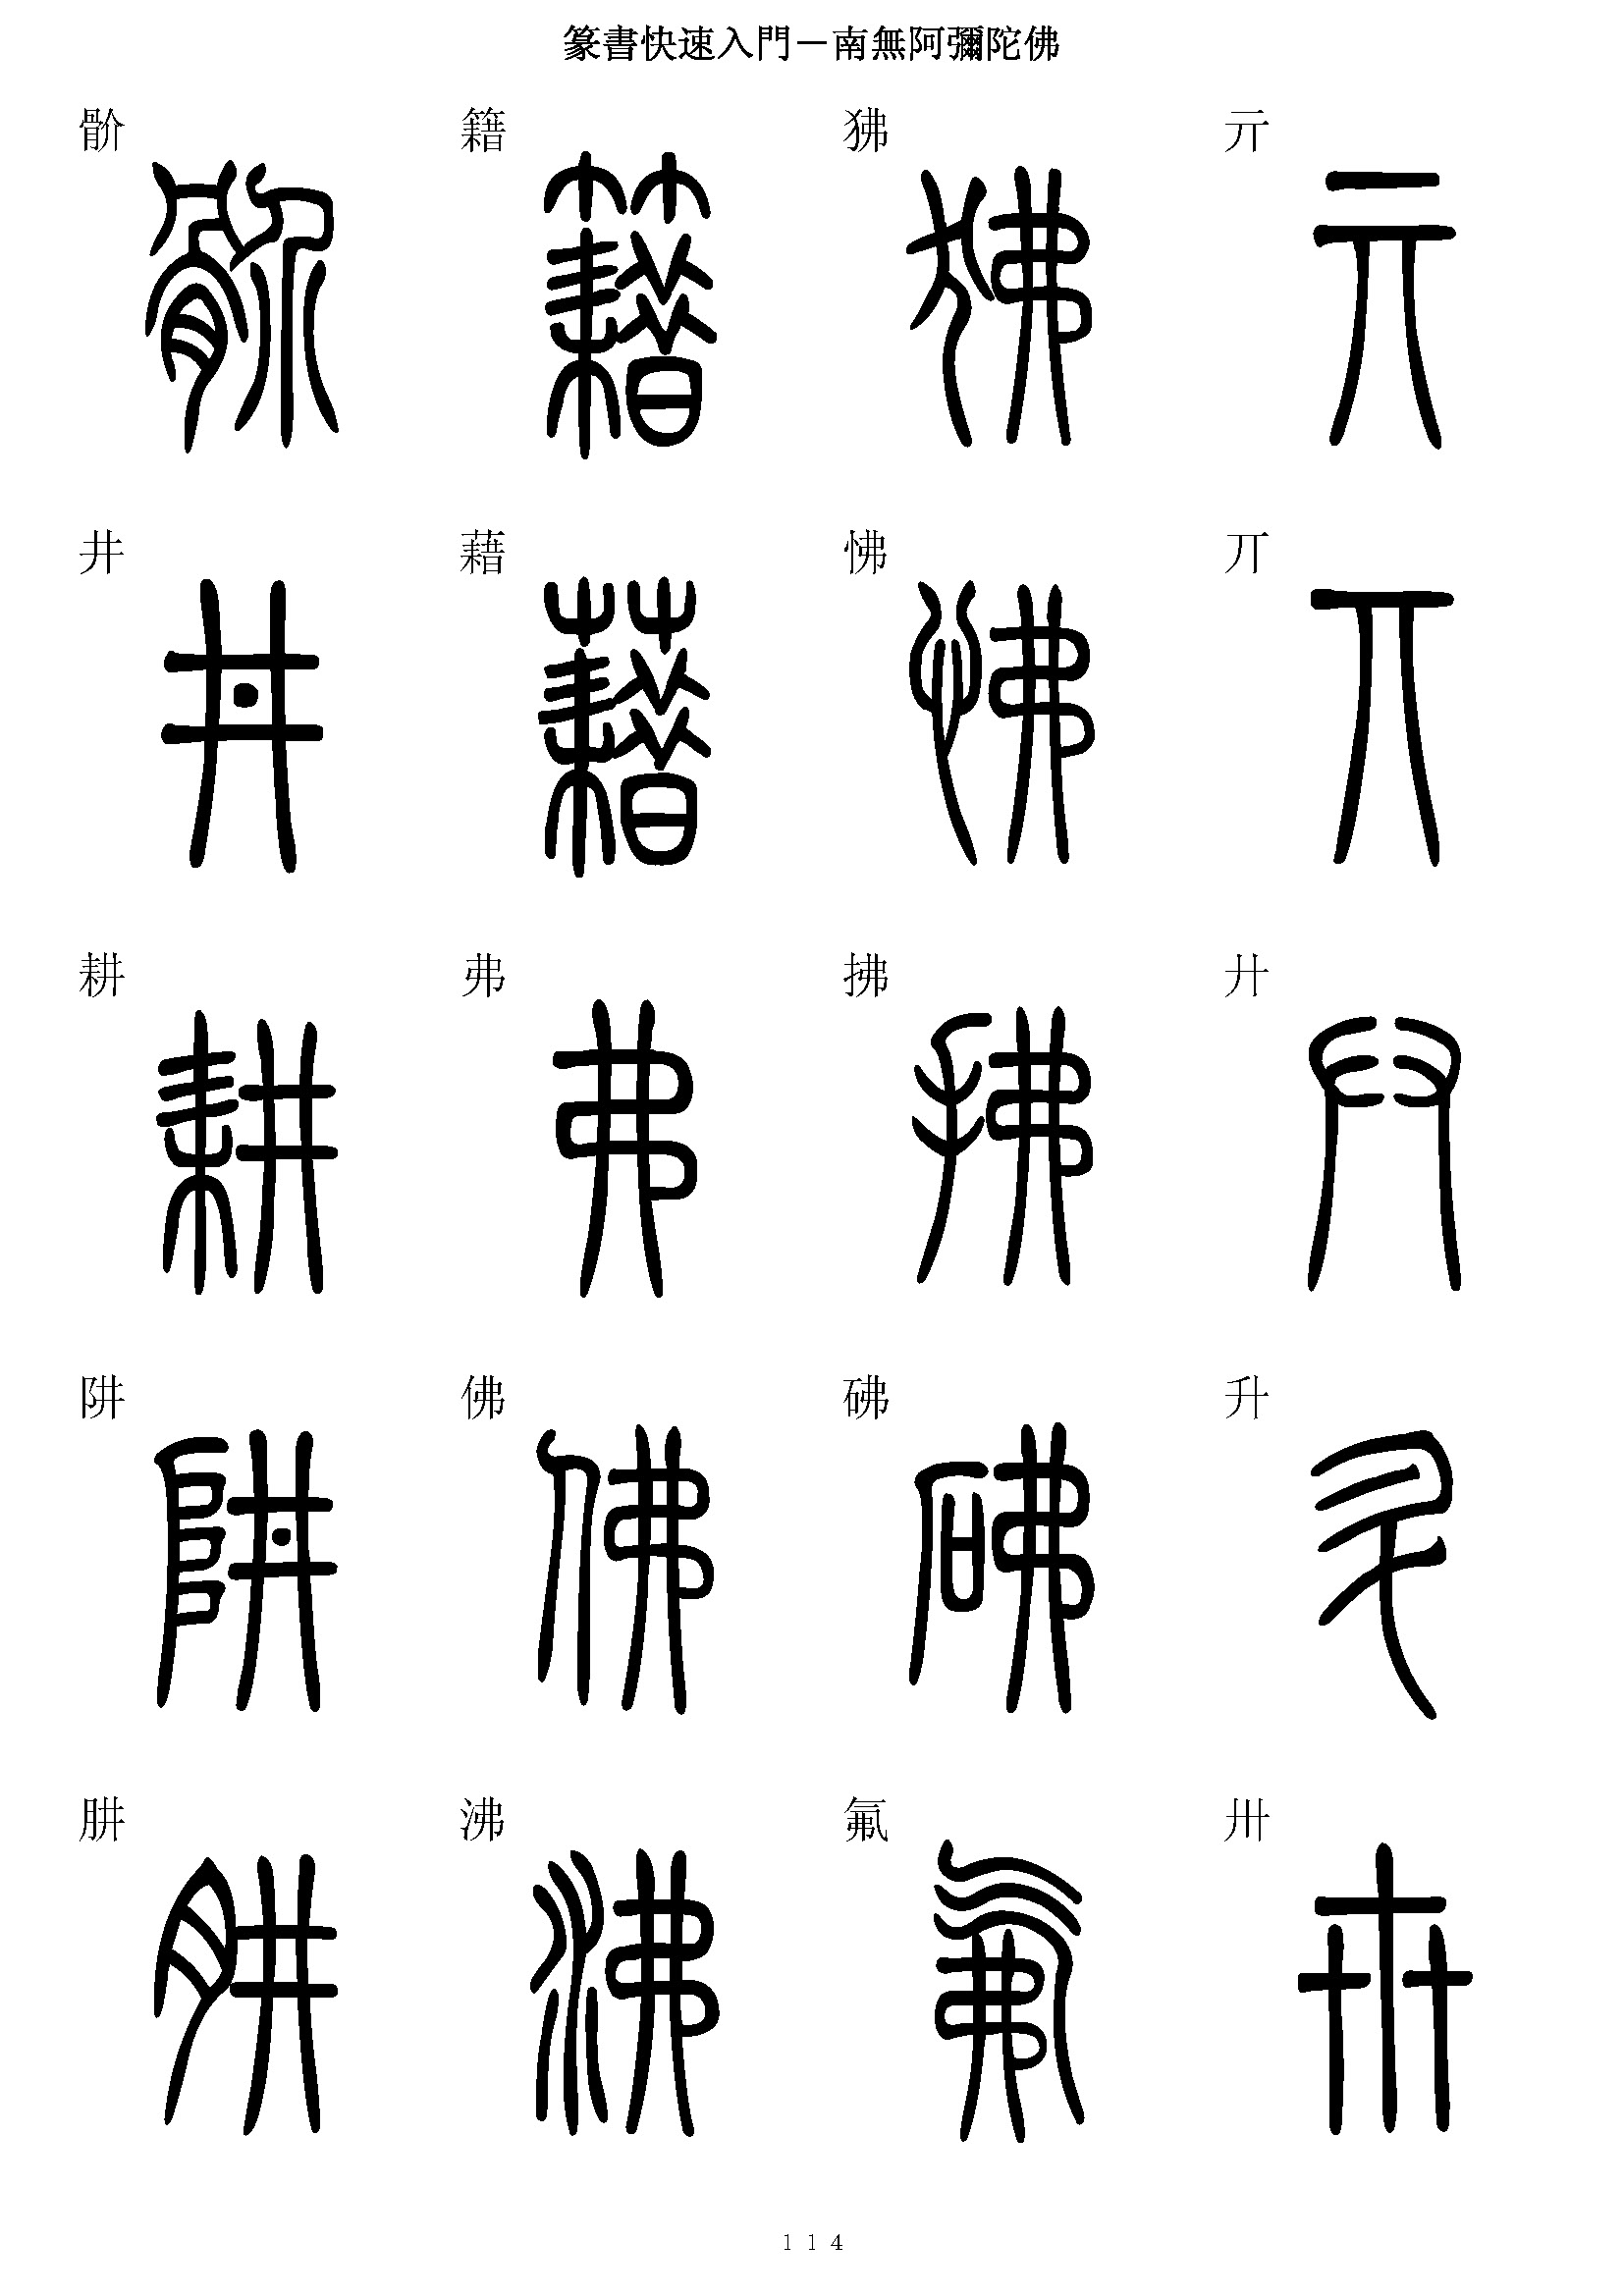 篆書快速入門－南無阿彌陀佛
骱 籍 狒 亓
井 藉 怫 丌
耕 弗 拂 廾
阱 佛 砩 升
肼 沸 氟 卅
114